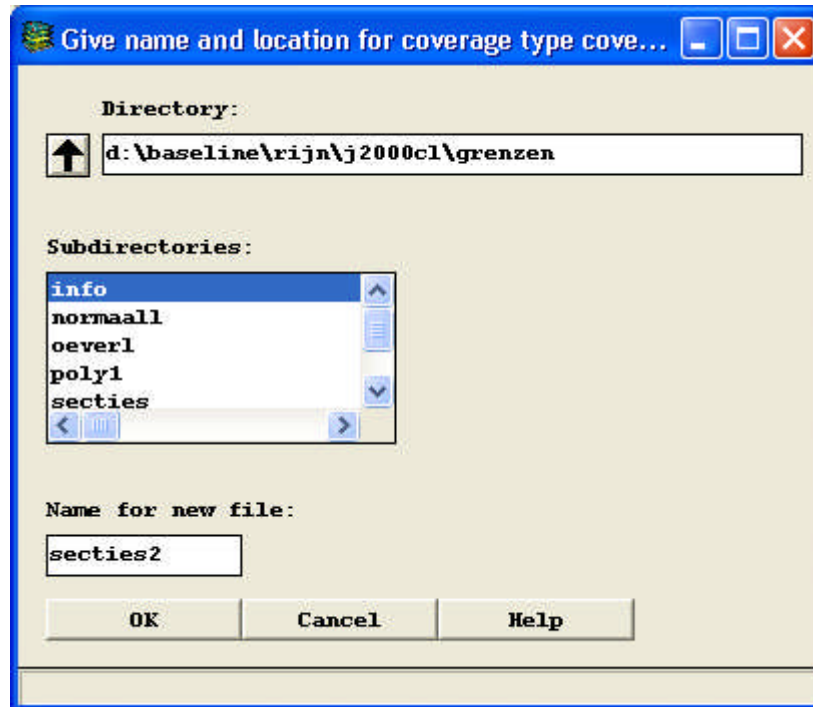 Give name and location for coverage type cove...
Directory:
d:\baseline\rijn\j2000cl\grenzen
Subdirectories:
info
normaall
oeverl
poly1
secties
Name for new file:
secties2
OK Cancel Help